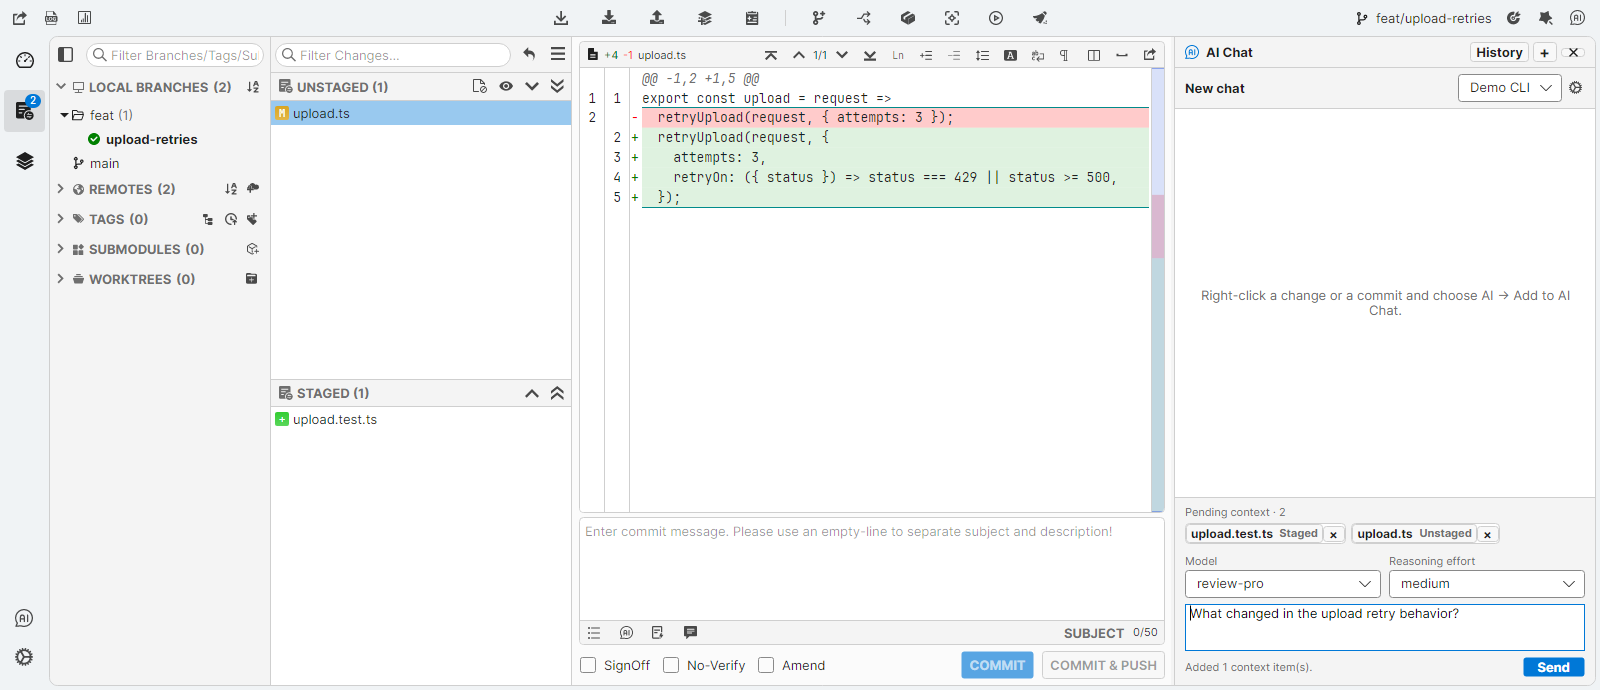 feat/upload-retries
2
Filter Branches/Tags/Su
LOCAL BRANCHES (2)
feat (1)
upload-retries
main
REMOTES (2)
TAGS (0)
SUBMODULES (0)
WORKTREES (0)
Filter Changes...
UNSTAGED (1)
M upload.ts
STAGED (1)
+ upload.test.ts
+4 -1 upload.ts
1/1
Ln
@@ -1,2 +1,5 @@
1 1 export const upload = request =>
2 - retryUpload(request, { attempts: 3 });
2 + retryUpload(request, {
3 + attempts: 3,
4 + retryOn: ({ status }) => status === 429 || status >= 500,
5 + });
Enter commit message. Please use an empty-line to separate subject and description!
SUBJECT 0/50
SignOff No-Verify Amend COMMIT COMMIT & PUSH
AI AI Chat History + ×
New chat Demo CLI
Right-click a change or a commit and choose AI → Add to AI
Chat.
Pending context · 2
upload.test.ts Staged × upload.ts Unstaged ×
Model Reasoning effort
review-pro medium
What changed in the upload retry behavior?
Added 1 context item(s). Send